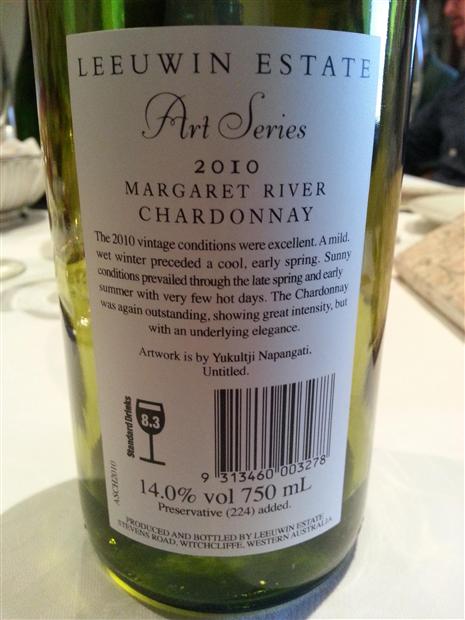 LEEUWIN ESTATE
Art Series
2010
MARGARET RIVER
CHARDONNAY
The 2010 vintage conditions were excellent. A mild,
wet winter preceded a cool, early spring. Sunny
conditions prevailed through the late spring and early
summer with very few hot days. The Chardonnay
was again outstanding, showing great intensity, but
with an underlying elegance.
Artwork is by Yukultji Napangati,
Untitled.
Standard Drinks
8.3
ASCH2010
9 313460 003278
14.0% vol 750 mL
Preservative (224) added.
PRODUCED AND BOTTLED BY LEEUWIN ESTATE
STEVENS ROAD, WITCHCLIFFE, WESTERN AUSTRALIA